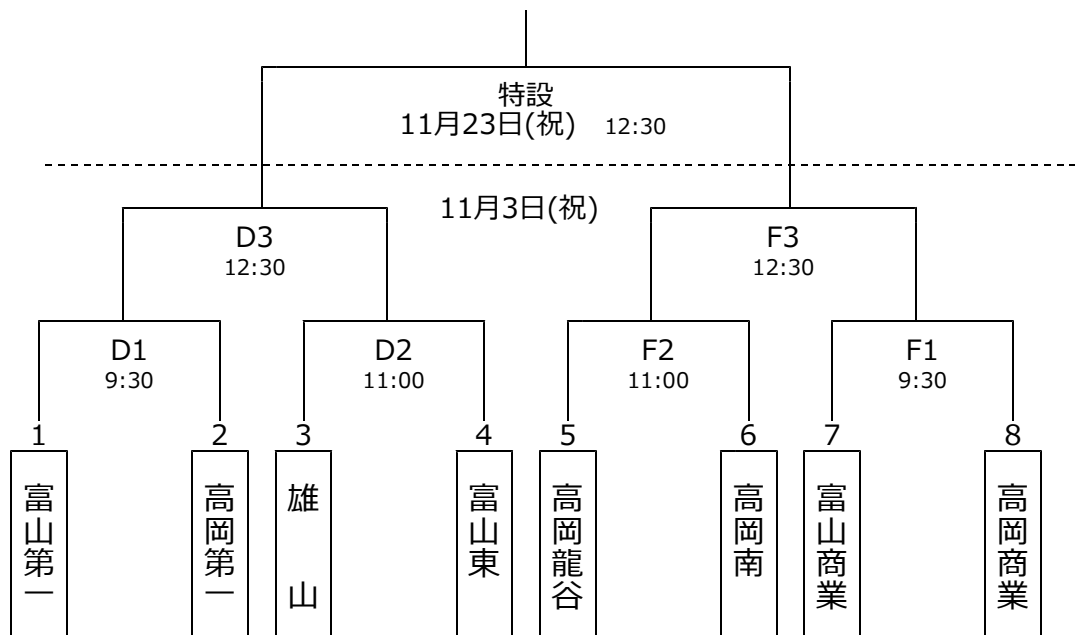 特設
11月23日(祝) 12:30
11月3日(祝)
D3
12:30
F3
12:30
D1
9:30
D2
11:00
F2
11:00
F1
9:30
1
2
3
4
5
6
7
8
富山第一
高岡第一
雄山
富山東
高岡龍谷
高岡南
富山商業
高岡商業